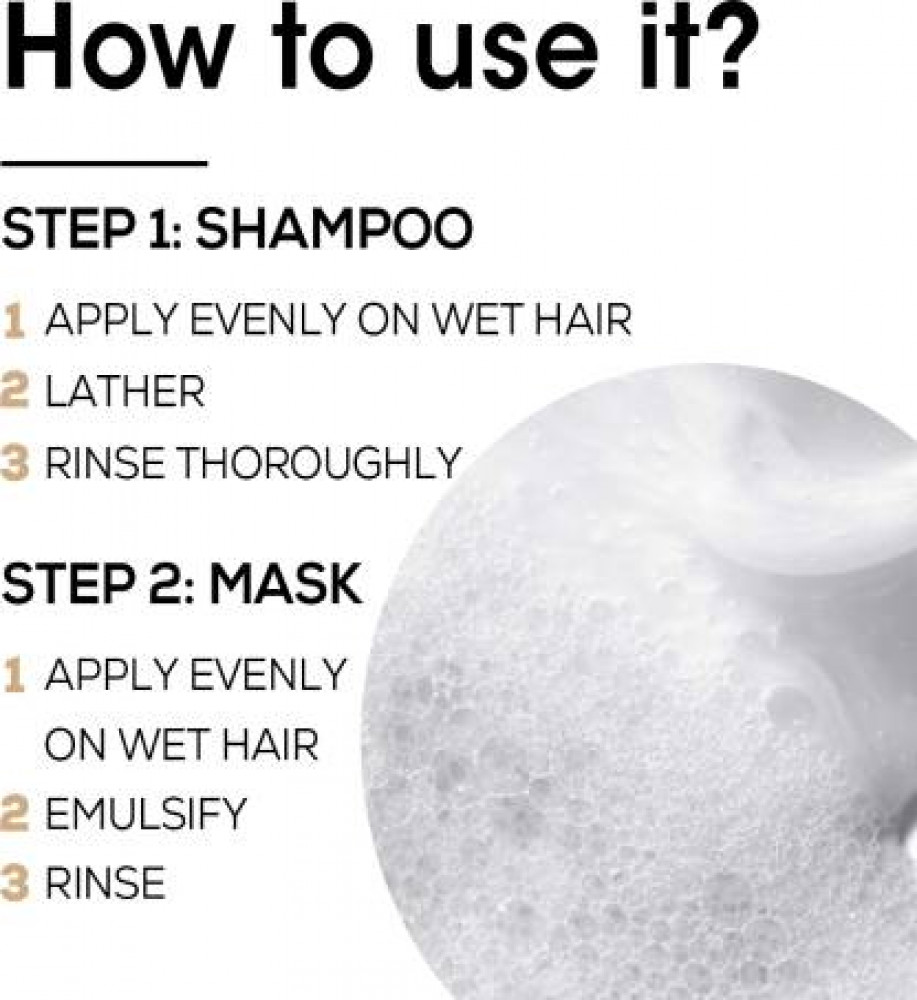 How to use it?
STEP 1: SHAMPOO
1 APPLY EVENLY ON WET HAIR
2 LATHER
3 RINSE THOROUGHLY
STEP 2: MASK
1 APPLY EVENLY
ON WET HAIR
2 EMULSIFY
3 RINSE